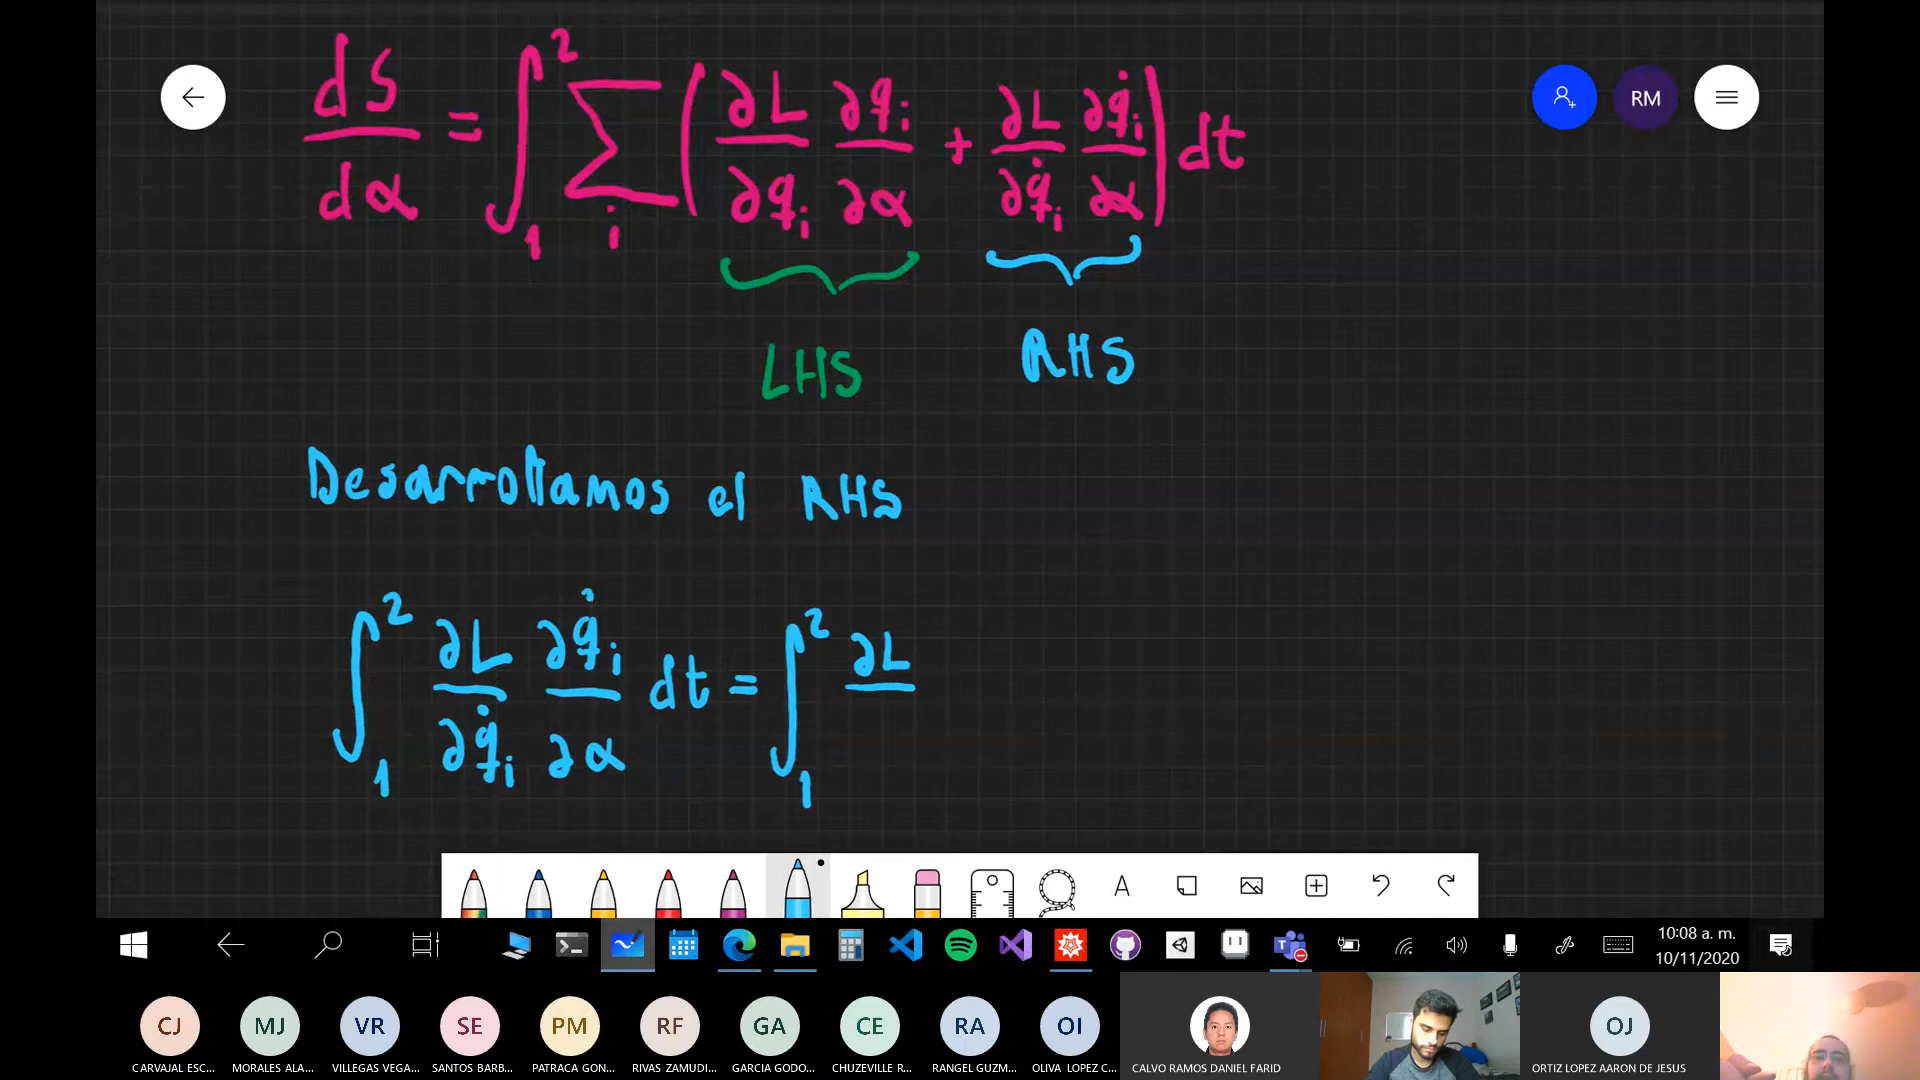 dS/dα = ∫₁² Σᵢ (∂L/∂qᵢ ∂qᵢ/∂α + ∂L/∂q̇ᵢ ∂q̇ᵢ/∂α) dt
RM
LHS
RHS
Desarrollamos el RHS
∫₁² ∂L/∂q̇ᵢ ∂q̇ᵢ/∂α dt = ∫₁² ∂L
A
10:08 a. m.
10/11/2020
CJ MJ VR SE PM RF GA CE RA OI OJ
CARVAJAL ESC... MORALES ALA... VILLEGAS VEGA... SANTOS BARB... PATRACA GON... RIVAS ZAMUDI... GARCIA GODO... CHUZEVILLE R... RANGEL GUZM... OLIVA LOPEZ C... CALVO RAMOS DANIEL FARID ORTIZ LOPEZ AARON DE JESUS